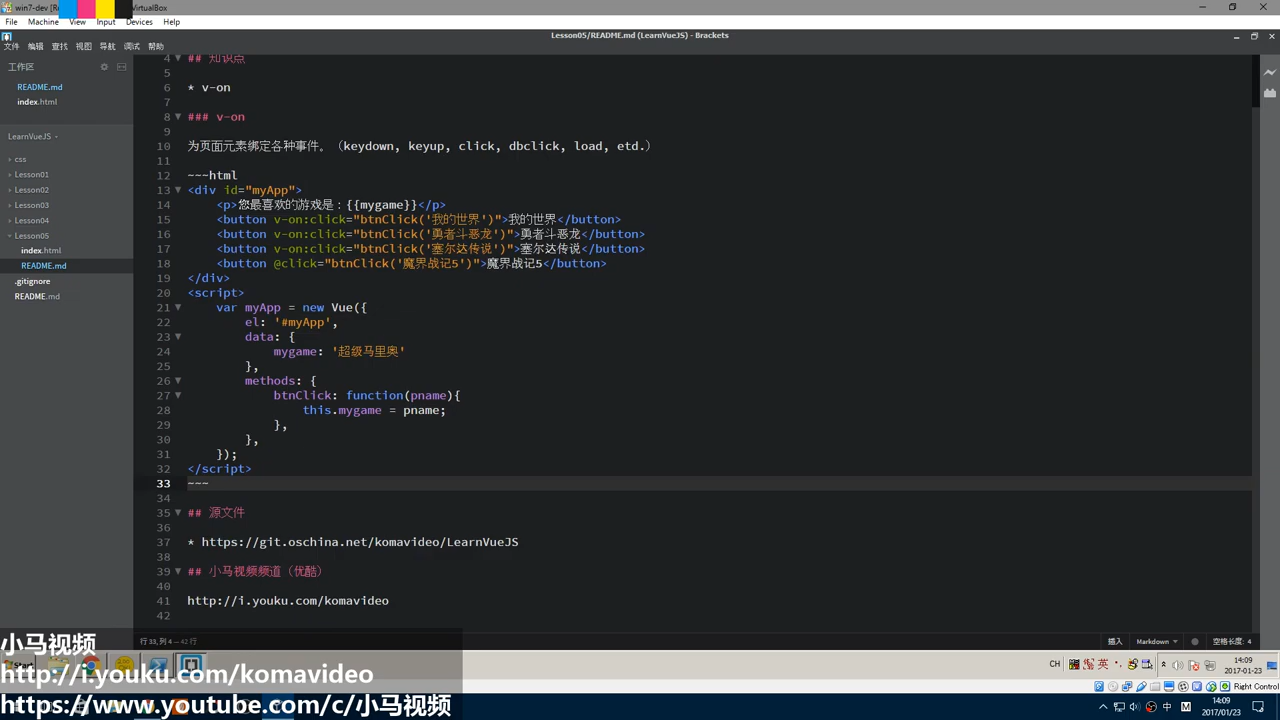 win7-dev [R
VirtualBox
File Machine View Input Devices Help
Lesson05/README.md (LearnVueJS) - Brackets
文件 编辑 查找 视图 导航 调试 帮助
工作区
README.md
index.html
LearnVueJS
css
Lesson01
Lesson02
Lesson03
Lesson04
Lesson05
index.html
README.md
.gitignore
README.md
4 ## 知识点
5
6 * v-on
7
8 ### v-on
9
10 为页面元素绑定各种事件。（keydown, keyup, click, dbclick, load, etd.）
11
12 ~~~html
13 <div id="myApp">
14 <p>您最喜欢的游戏是：{{mygame}}</p>
15 <button v-on:click="btnClick('我的世界')">我的世界</button>
16 <button v-on:click="btnClick('勇者斗恶龙')">勇者斗恶龙</button>
17 <button v-on:click="btnClick('塞尔达传说')">塞尔达传说</button>
18 <button @click="btnClick('魔界战记5')">魔界战记5</button>
19 </div>
20 <script>
21 var myApp = new Vue({
22 el: '#myApp',
23 data: {
24 mygame: '超级马里奥'
25 },
26 methods: {
27 btnClick: function(pname){
28 this.mygame = pname;
29 },
30 },
31 });
32 </script>
33 ~~~
34
35 ## 源文件
36
37 * https://git.oschina.net/komavideo/LearnVueJS
38
39 ## 小马视频频道（优酷）
40
41 http://i.youku.com/komavideo
42
行 33, 列 4 — 42 行
插入 Markdown 空格长度: 4
小马视频
http://i.youku.com/komavideo
https://www.youtube.com/c/小马视频
Start
CH 英
14:09
2017-01-23
Right Control
中 M
14:09
2017/01/23